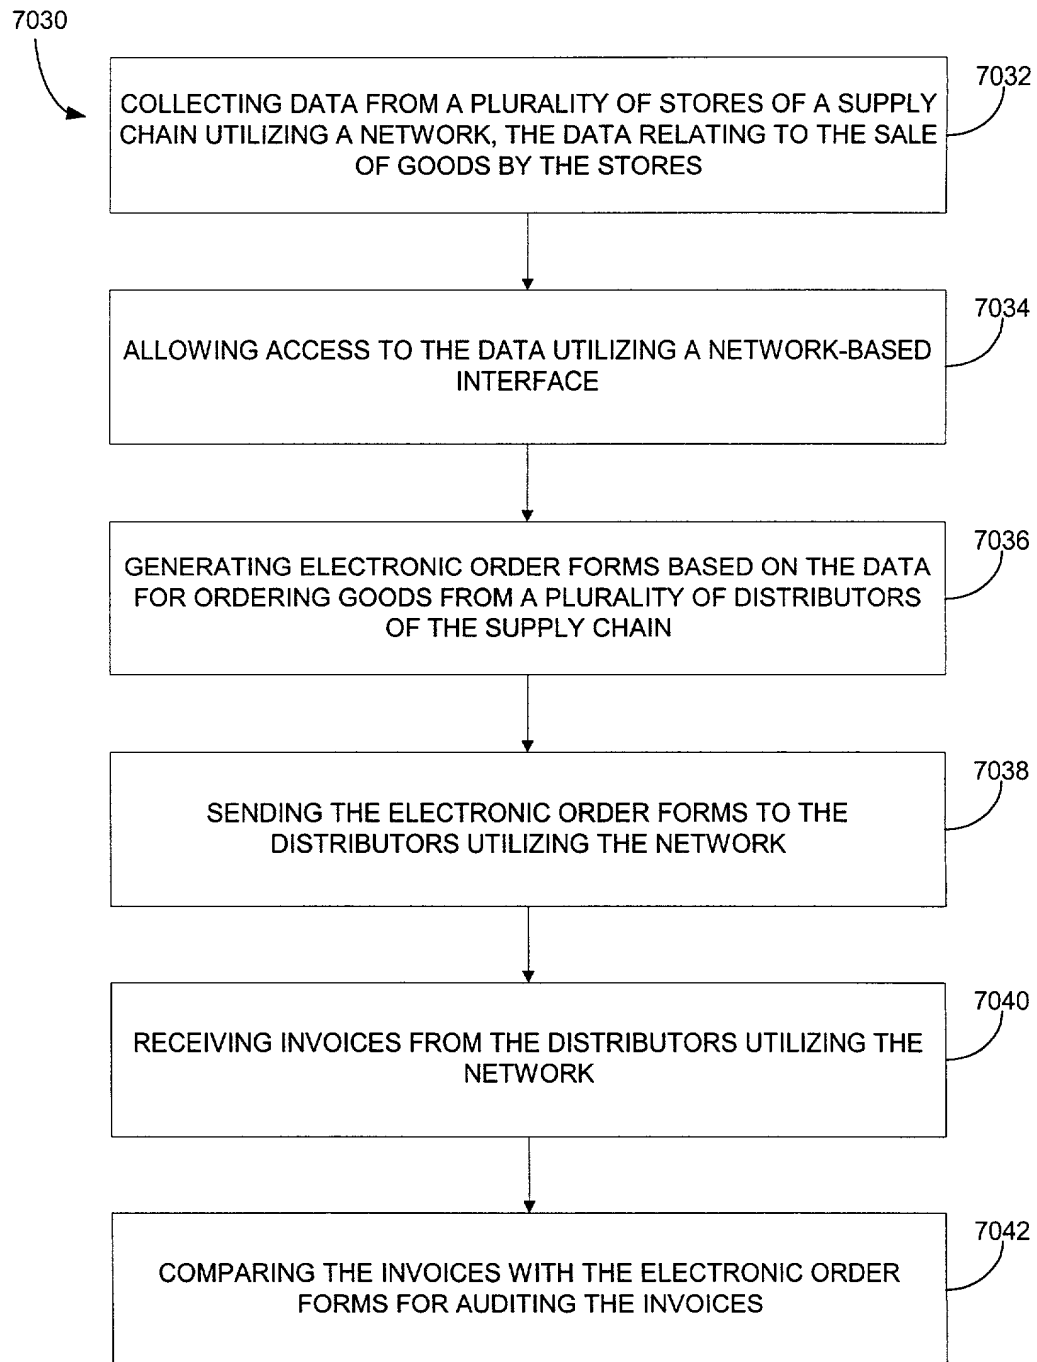 7030
7032
COLLECTING DATA FROM A PLURALITY OF STORES OF A SUPPLY
CHAIN UTILIZING A NETWORK, THE DATA RELATING TO THE SALE
OF GOODS BY THE STORES
7034
ALLOWING ACCESS TO THE DATA UTILIZING A NETWORK-BASED
INTERFACE
7036
GENERATING ELECTRONIC ORDER FORMS BASED ON THE DATA
FOR ORDERING GOODS FROM A PLURALITY OF DISTRIBUTORS
OF THE SUPPLY CHAIN
7038
SENDING THE ELECTRONIC ORDER FORMS TO THE
DISTRIBUTORS UTILIZING THE NETWORK
7040
RECEIVING INVOICES FROM THE DISTRIBUTORS UTILIZING THE
NETWORK
7042
COMPARING THE INVOICES WITH THE ELECTRONIC ORDER
FORMS FOR AUDITING THE INVOICES